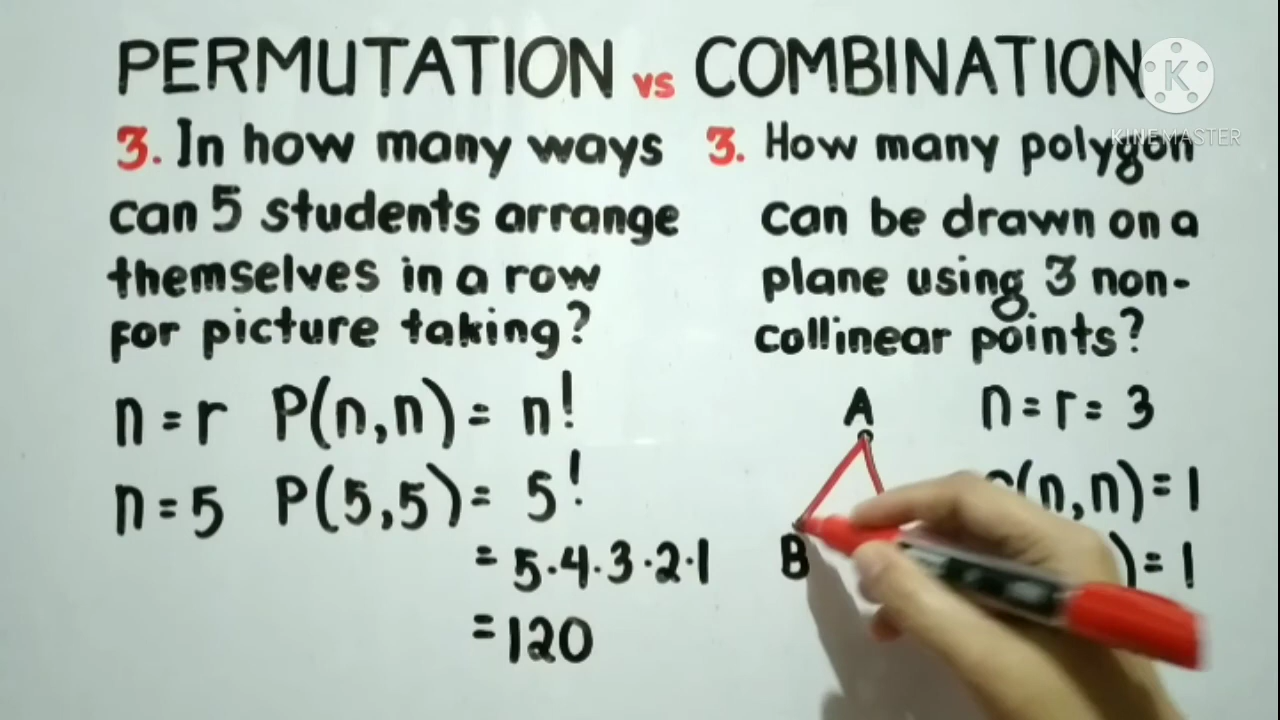 PERMUTATION vs COMBINATION
K
KINEMASTER
3. In how many ways
can 5 students arrange
themselves in a row
for picture taking?
n = r P(n,n) = n!
n = 5 P(5,5) = 5!
= 5·4·3·2·1
= 120
3. How many polygon
can be drawn on a
plane using 3 non-
collinear points?
A
B
n = r = 3
(n,n) = 1
) = 1